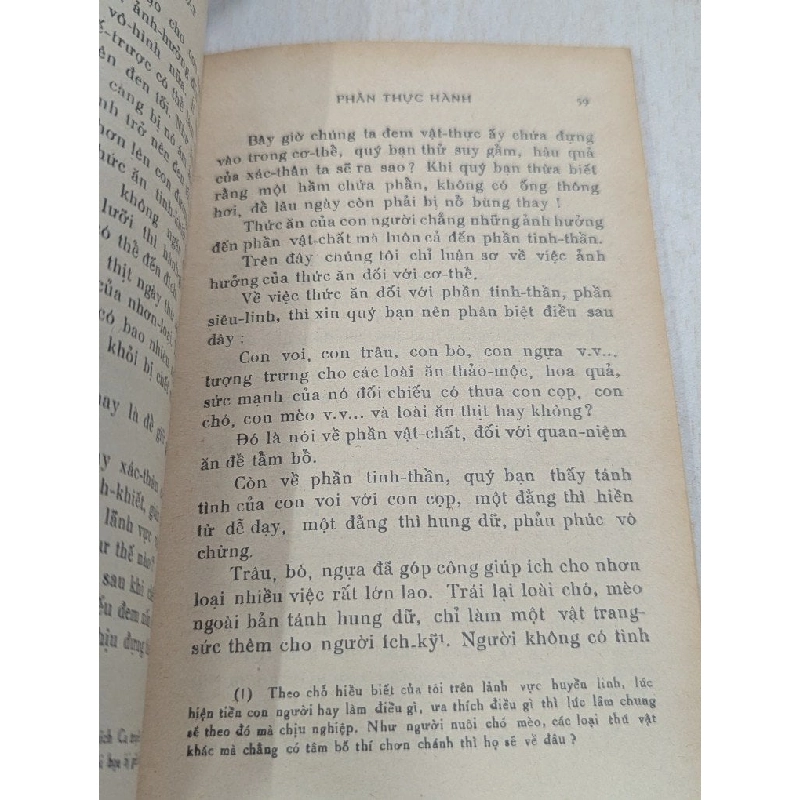 PHẦN THỰC HÀNH 59
Bây giờ chúng ta đem vật-thực ấy chứa đựng
vào trong cơ-thể, quý bạn thử suy gẫm, hậu quả
của xác-thân ta sẽ ra sao? Khi quý bạn thừa biết
rằng một hầm chứa phần, không có ống thông
hơi, để lâu ngày còn phải bị nổ bùng thay !
Thức ăn của con người chẳng những ảnh hưởng
đến phần vật-chất mà luôn cả đến phần tinh-thần.
Trên đây chúng tôi chỉ luận sơ về việc ảnh
hưởng của thức ăn đối với cơ-thể.
Về việc thức ăn đối với phần tinh-thần, phần
siêu-linh, thì xin quý bạn nên phân biệt điều sau
đây :
Con voi, con trâu, con bò, con ngựa v.v...
tượng trưng cho các loài ăn thảo-mộc, hoa quả,
sức mạnh của nó đối chiếu có thua con cọp, con
chó, con mèo v.v... và loài ăn thịt hay không?
Đó là nói về phần vật-chất, đối với quan-niệm
ăn để tẩm bổ.
Còn về phần tinh-thần, quý bạn thấy tánh
tình của con voi với con cọp, một đằng thì hiền
từ dễ dạy, một đằng thì hung dữ, phản phúc vô
chừng.
Trâu, bò, ngựa đã góp công giúp ích cho nhơn
loại nhiều việc rất lớn lao. Trái lại loài chó, mèo
ngoài bản tánh hung dữ, chỉ làm một vật trang-
sức thêm cho người ích-kỷ¹. Người không có tình
(1) Theo chỗ hiểu biết của tôi trên lãnh vực huyền linh, lúc
hiện tiền con người hay làm điều gì, ưa thích điều gì thì lúc lâm chung
sẽ theo đó mà chịu nghiệp. Như người nuôi chó mèo, các loại thú vật
khác mà chẳng có tâm bố thí chơn chánh thì họ sẽ về đâu ?